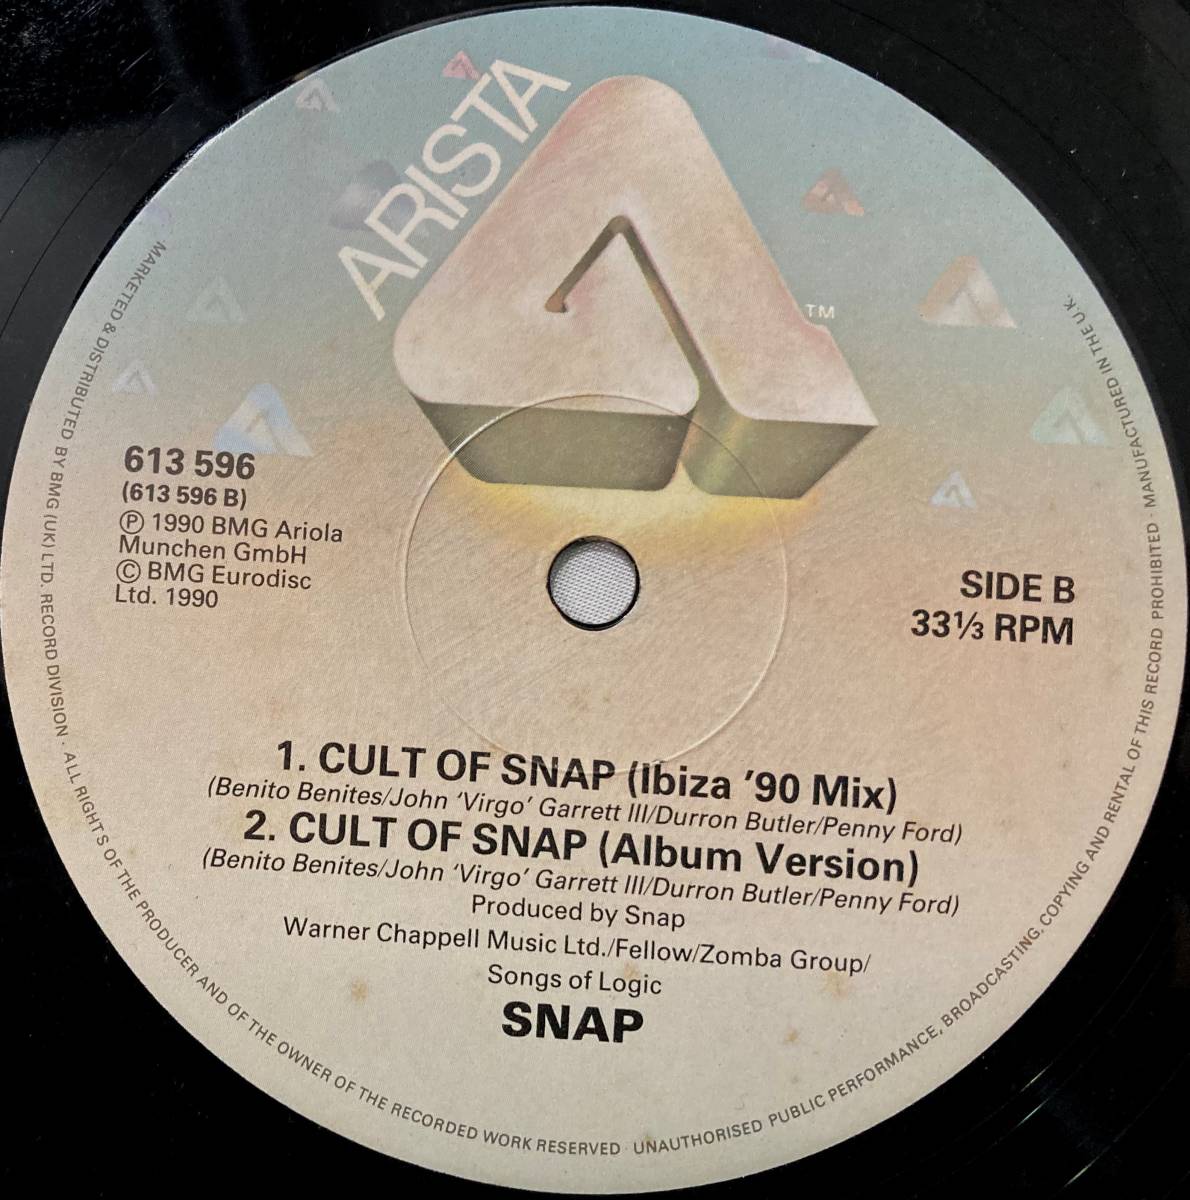 ARISTA
TM
613 596
(613 596 B)
Ⓟ 1990 BMG Ariola
Munchen GmbH
© BMG Eurodisc
Ltd. 1990
SIDE B
33⅓ RPM
1. CULT OF SNAP (Ibiza '90 Mix)
(Benito Benites/John 'Virgo' Garrett III/Durron Butler/Penny Ford)
2. CULT OF SNAP (Album Version)
(Benito Benites/John 'Virgo' Garrett III/Durron Butler/Penny Ford)
Produced by Snap
Warner Chappell Music Ltd./Fellow/Zomba Group/
Songs of Logic
SNAP
MARKETED & DISTRIBUTED BY BMG (UK) LTD. RECORD DIVISION · ALL RIGHTS OF THE PRODUCER AND OF THE OWNER OF THE RECORDED WORK RESERVED · UNAUTHORISED PUBLIC PERFORMANCE, BROADCASTING, COPYING AND RENTAL OF THIS RECORD PROHIBITED · MANUFACTURED IN THE U.K.